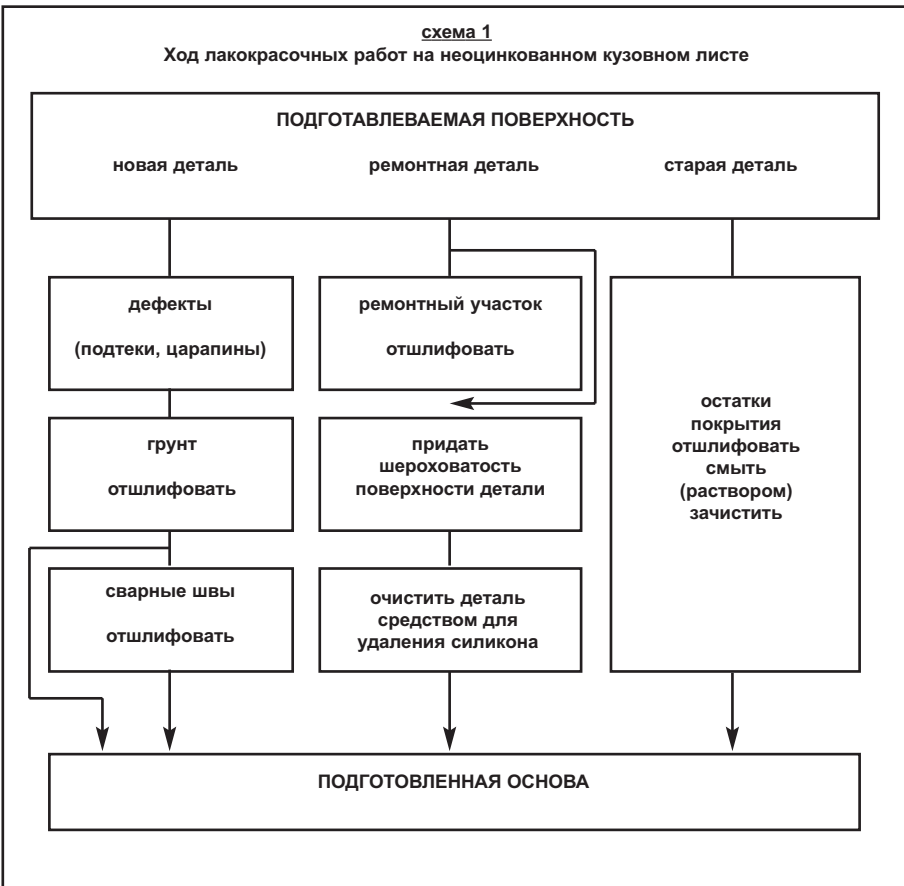 схема 1
Ход лакокрасочных работ на неоцинкованном кузовном листе
ПОДГОТАВЛЕВАЕМАЯ ПОВЕРХНОСТЬ
новая деталь ремонтная деталь старая деталь
дефекты
(подтеки, царапины)
ремонтный участок
отшлифовать
остатки
покрытия
отшлифовать
смыть
(раствором)
зачистить
грунт
отшлифовать
придать
шероховатость
поверхности детали
сварные швы
отшлифовать
очистить деталь
средством для
удаления силикона
ПОДГОТОВЛЕННАЯ ОСНОВА